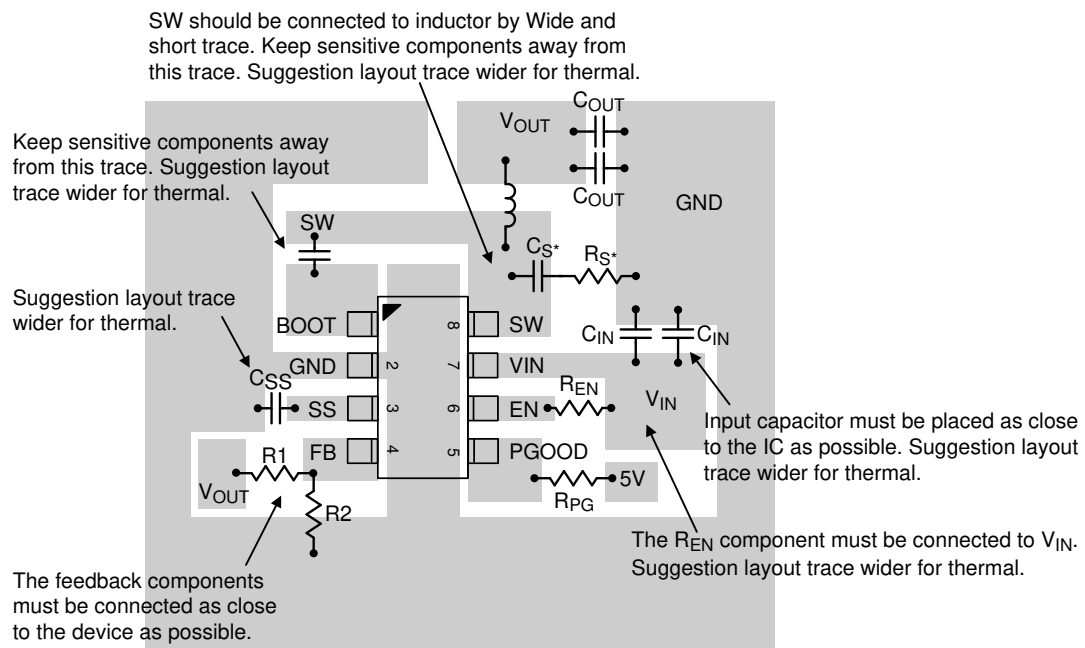 SW should be connected to inductor by Wide and
short trace. Keep sensitive components away from
this trace. Suggestion layout trace wider for thermal.
Keep sensitive components away
from this trace. Suggestion layout
trace wider for thermal.
VOUT
COUT
COUT
GND
SW
CS*
RS*
Suggestion layout trace
wider for thermal.
BOOT
8
SW
CIN
CIN
GND
2
7
VIN
CSS
SS
3
6
EN
REN
VIN
Input capacitor must be placed as close
to the IC as possible. Suggestion layout
trace wider for thermal.
FB
4
5
PGOOD
R1
VOUT
R2
RPG
5V
The REN component must be connected to VIN.
Suggestion layout trace wider for thermal.
The feedback components
must be connected as close
to the device as possible.